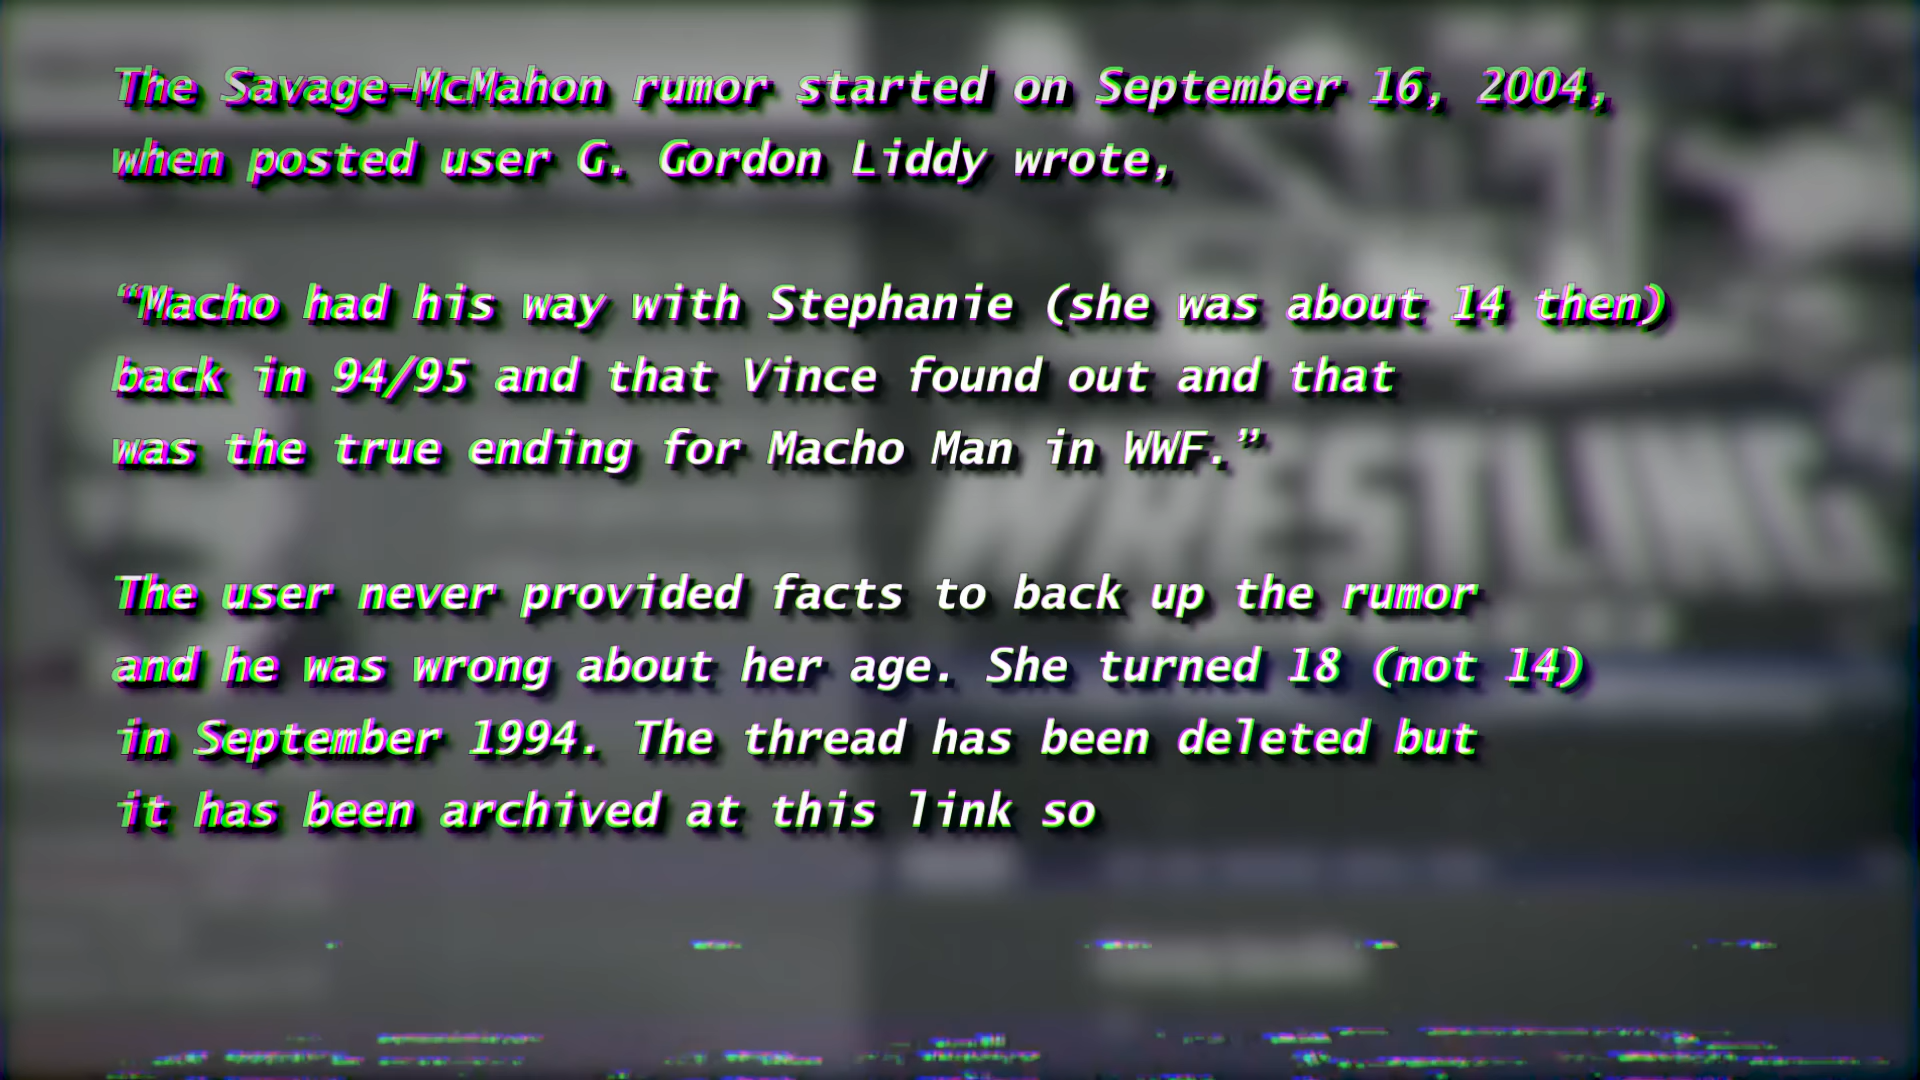 The Savage-McMahon rumor started on September 16, 2004,
when posted user G. Gordon Liddy wrote,
“Macho had his way with Stephanie (she was about 14 then)
back in 94/95 and that Vince found out and that
was the true ending for Macho Man in WWF.”
The user never provided facts to back up the rumor
and he was wrong about her age. She turned 18 (not 14)
in September 1994. The thread has been deleted but
it has been archived at this link so
WRESTLING